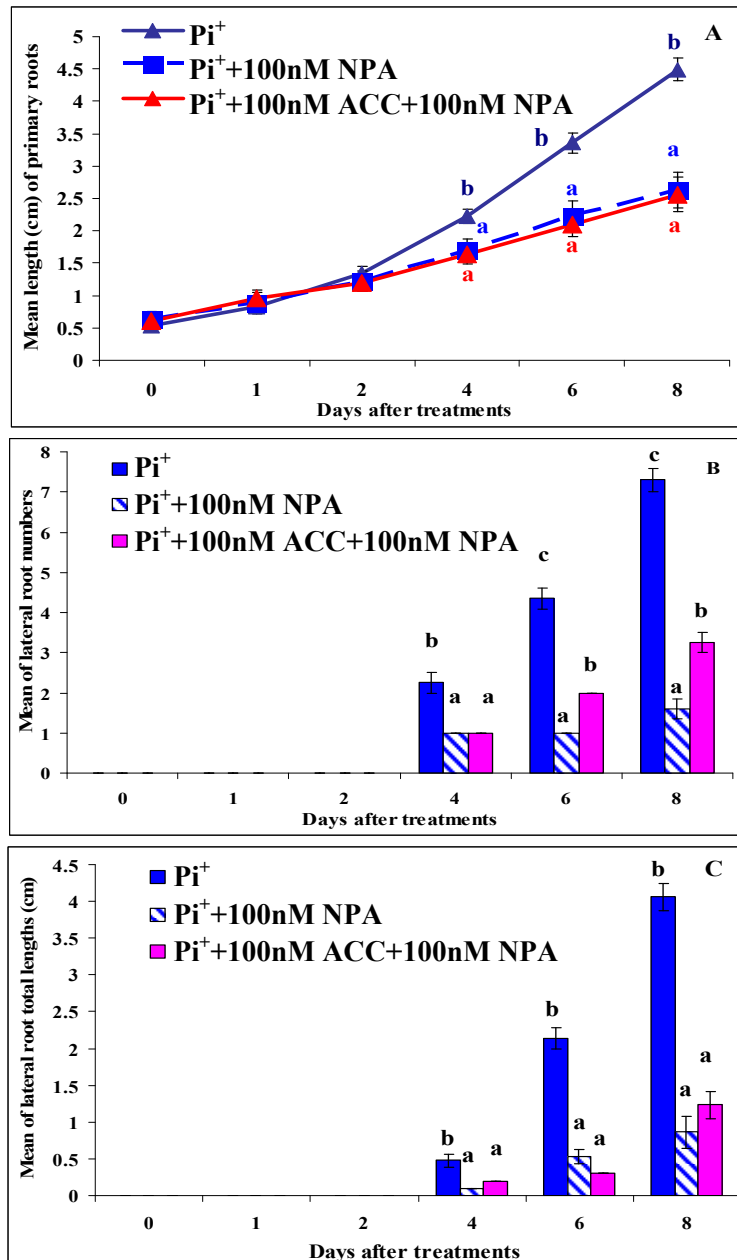 A
Pi+
Pi++100nM NPA
Pi++100nM ACC+100nM NPA
Mean length (cm) of primary roots
5
4.5
4
3.5
3
2.5
2
1.5
1
0.5
0
b
b
b
a
a
a
a
a
a
0 1 2 4 6 8
Days after treatments
B
Pi+
Pi++100nM NPA
Pi++100nM ACC+100nM NPA
Mean of lateral root numbers
8
7
6
5
4
3
2
1
0
b a a
c a b
c a b
0 1 2 4 6 8
Days after treatments
C
Pi+
Pi++100nM NPA
Pi++100nM ACC+100nM NPA
Mean of lateral root total lengths (cm)
4.5
4
3.5
3
2.5
2
1.5
1
0.5
0
b a a
b a a
b a a
0 1 2 4 6 8
Days after treatments